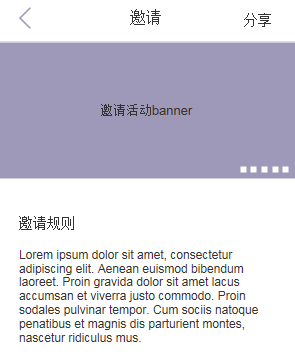 邀请
分享
邀请活动banner
邀请规则
Lorem ipsum dolor sit amet, consectetur
adipiscing elit. Aenean euismod bibendum
laoreet. Proin gravida dolor sit amet lacus
accumsan et viverra justo commodo. Proin
sodales pulvinar tempor. Cum sociis natoque
penatibus et magnis dis parturient montes,
nascetur ridiculus mus.